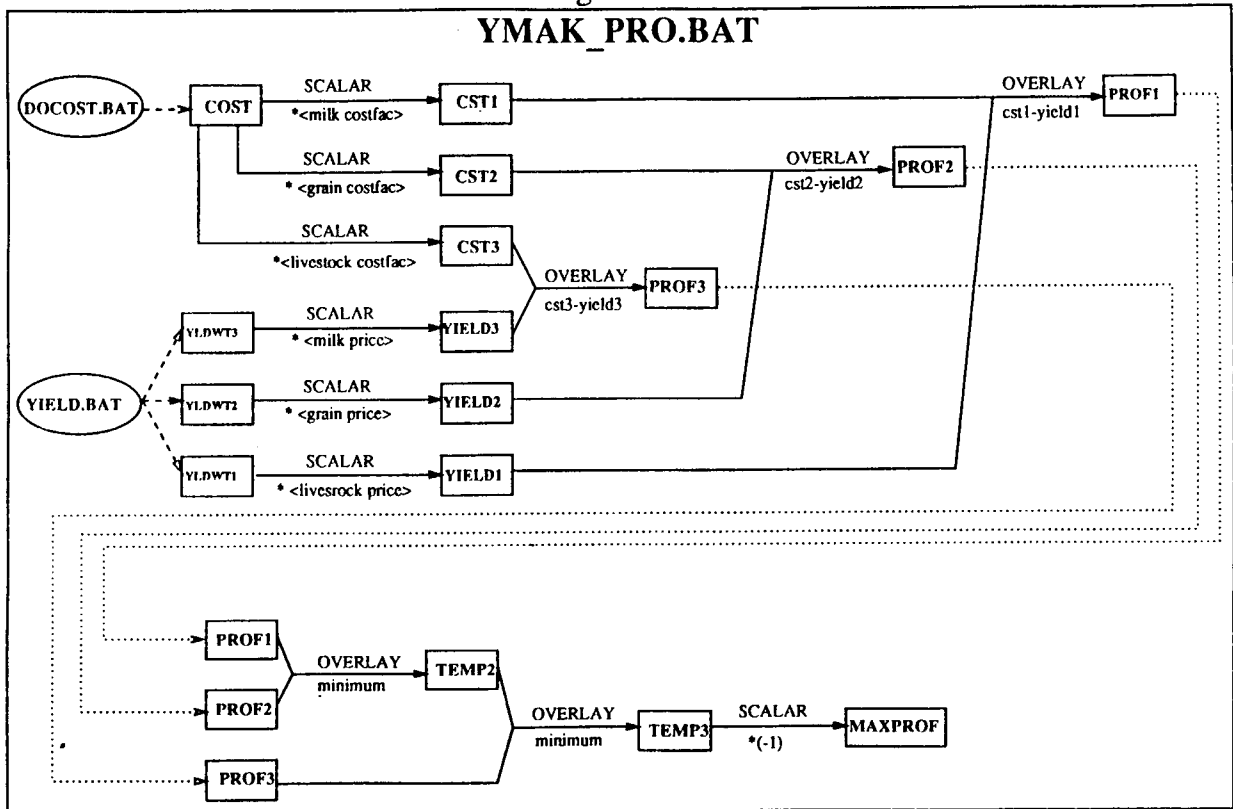 YMAK_PRO.BAT
DOCOST.BAT
COST
SCALAR
*<milk costfac>
CST1
OVERLAY
cst1-yield1
PROF1
SCALAR
* <grain costfac>
CST2
OVERLAY
cst2-yield2
PROF2
SCALAR
*<livestock costfac>
CST3
OVERLAY
cst3-yield3
PROF3
YIELD.BAT
YLDWT3
SCALAR
* <milk price>
YIELD3
YLDWT2
SCALAR
* <grain price>
YIELD2
YLDWT1
SCALAR
* <livesrock price>
YIELD1
PROF1
PROF2
OVERLAY
minimum
TEMP2
PROF3
OVERLAY
minimum
TEMP3
SCALAR
*(-1)
MAXPROF